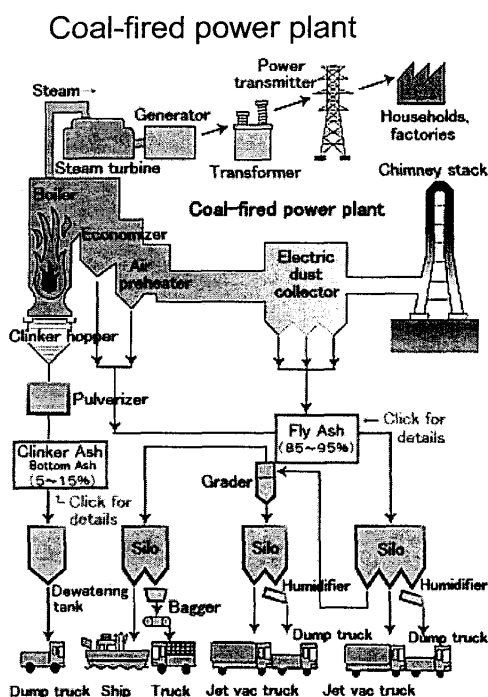 Coal-fired power plant
Power
transmitter
Steam
Generator
Households,
factories
Steam turbine
Transformer
Chimney stack
Boiler
Coal-fired power plant
Economizer
Electric
dust
collector
Air
preheater
Clinker hopper
Pulverizer
Click for
details
Fly Ash
(85~95%)
Clinker Ash
Bottom Ash
(5~15%)
Grader
Click for
details
Silo
Silo
Silo
Dewatering
tank
Humidifier
Humidifier
Bagger
Dump truck
Dump truck
Dump truck
Ship
Truck
Jet vac truck
Jet vac truck